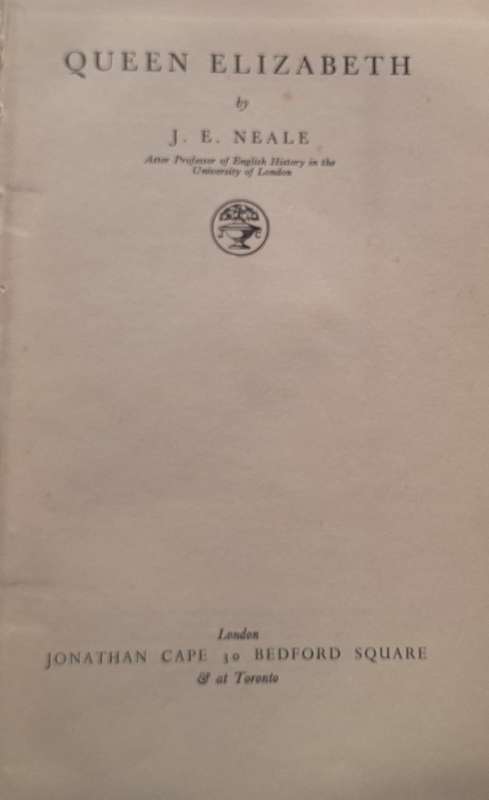 QUEEN ELIZABETH
by
J. E. NEALE
Astor Professor of English History in the
University of London
J C
London
JONATHAN CAPE 30 BEDFORD SQUARE
& at Toronto